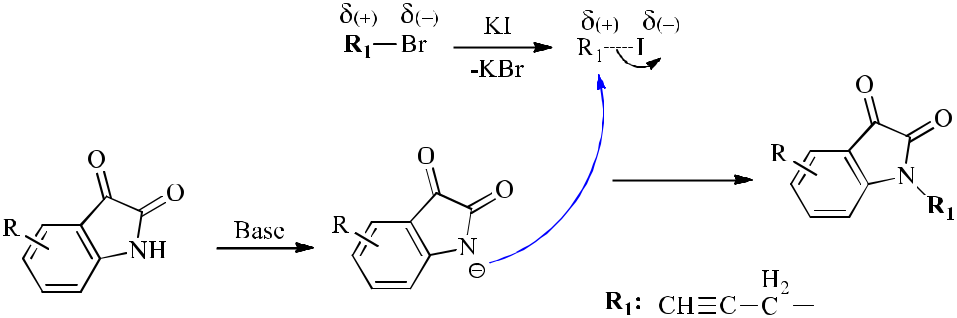 δ(+) δ(−)
R1—Br
KI
-KBr
δ(+) δ(−)
R1-----I
O
O
R
NH
Base
O
O
R
N
⊖
O
O
R
N
R1
R1: CH≡C—C—
H2